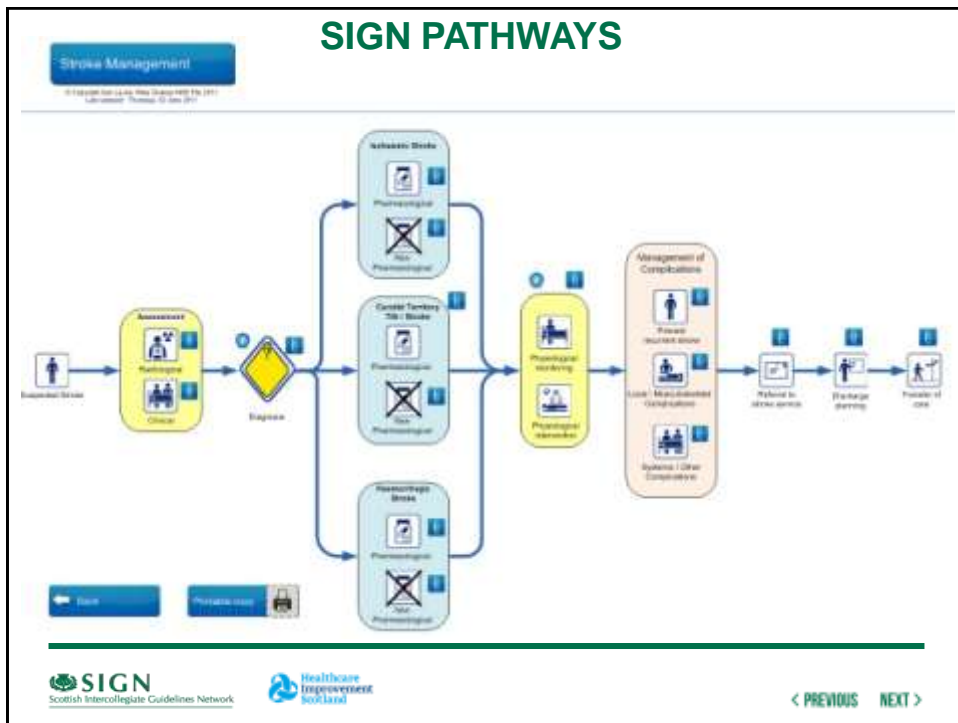 SIGN PATHWAYS
Stroke Management
Ischaemic Stroke
Pharmacological
Non
Pharmacological
Assessment
Radiological
Clinical
Suspected Stroke
Diagnosis
Carotid Territory
TIA / Stroke
Pharmacological
Non
Pharmacological
Haemorrhagic
Stroke
Pharmacological
Non
Pharmacological
Physiological
monitoring
Physiological
intervention
Management of
Complications
Prevent
recurrent stroke
Local / Musculoskeletal
Complications
Systemic / Other
Complications
Referral to
stroke service
Discharge
planning
Transfer of
care
Back
Printable view
SIGN
Scottish Intercollegiate Guidelines Network
Healthcare
Improvement
Scotland
< PREVIOUS NEXT >